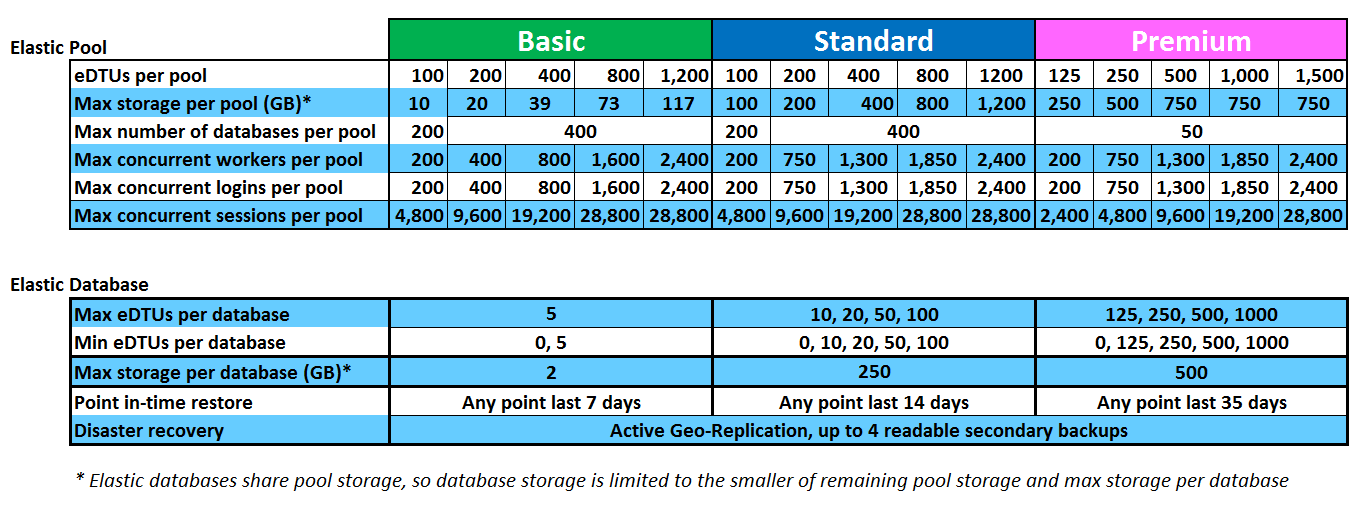 Basic Standard Premium
Elastic Pool
eDTUs per pool 100 200 400 800 1,200 100 200 400 800 1200 125 250 500 1,000 1,500
Max storage per pool (GB)* 10 20 39 73 117 100 200 400 800 1,200 250 500 750 750 750
Max number of databases per pool 200 400 200 400 50
Max concurrent workers per pool 200 400 800 1,600 2,400 200 750 1,300 1,850 2,400 200 750 1,300 1,850 2,400
Max concurrent logins per pool 200 400 800 1,600 2,400 200 750 1,300 1,850 2,400 200 750 1,300 1,850 2,400
Max concurrent sessions per pool 4,800 9,600 19,200 28,800 28,800 4,800 9,600 19,200 28,800 28,800 2,400 4,800 9,600 19,200 28,800
Elastic Database
Max eDTUs per database 5 10, 20, 50, 100 125, 250, 500, 1000
Min eDTUs per database 0, 5 0, 10, 20, 50, 100 0, 125, 250, 500, 1000
Max storage per database (GB)* 2 250 500
Point in-time restore Any point last 7 days Any point last 14 days Any point last 35 days
Disaster recovery Active Geo-Replication, up to 4 readable secondary backups
* Elastic databases share pool storage, so database storage is limited to the smaller of remaining pool storage and max storage per database